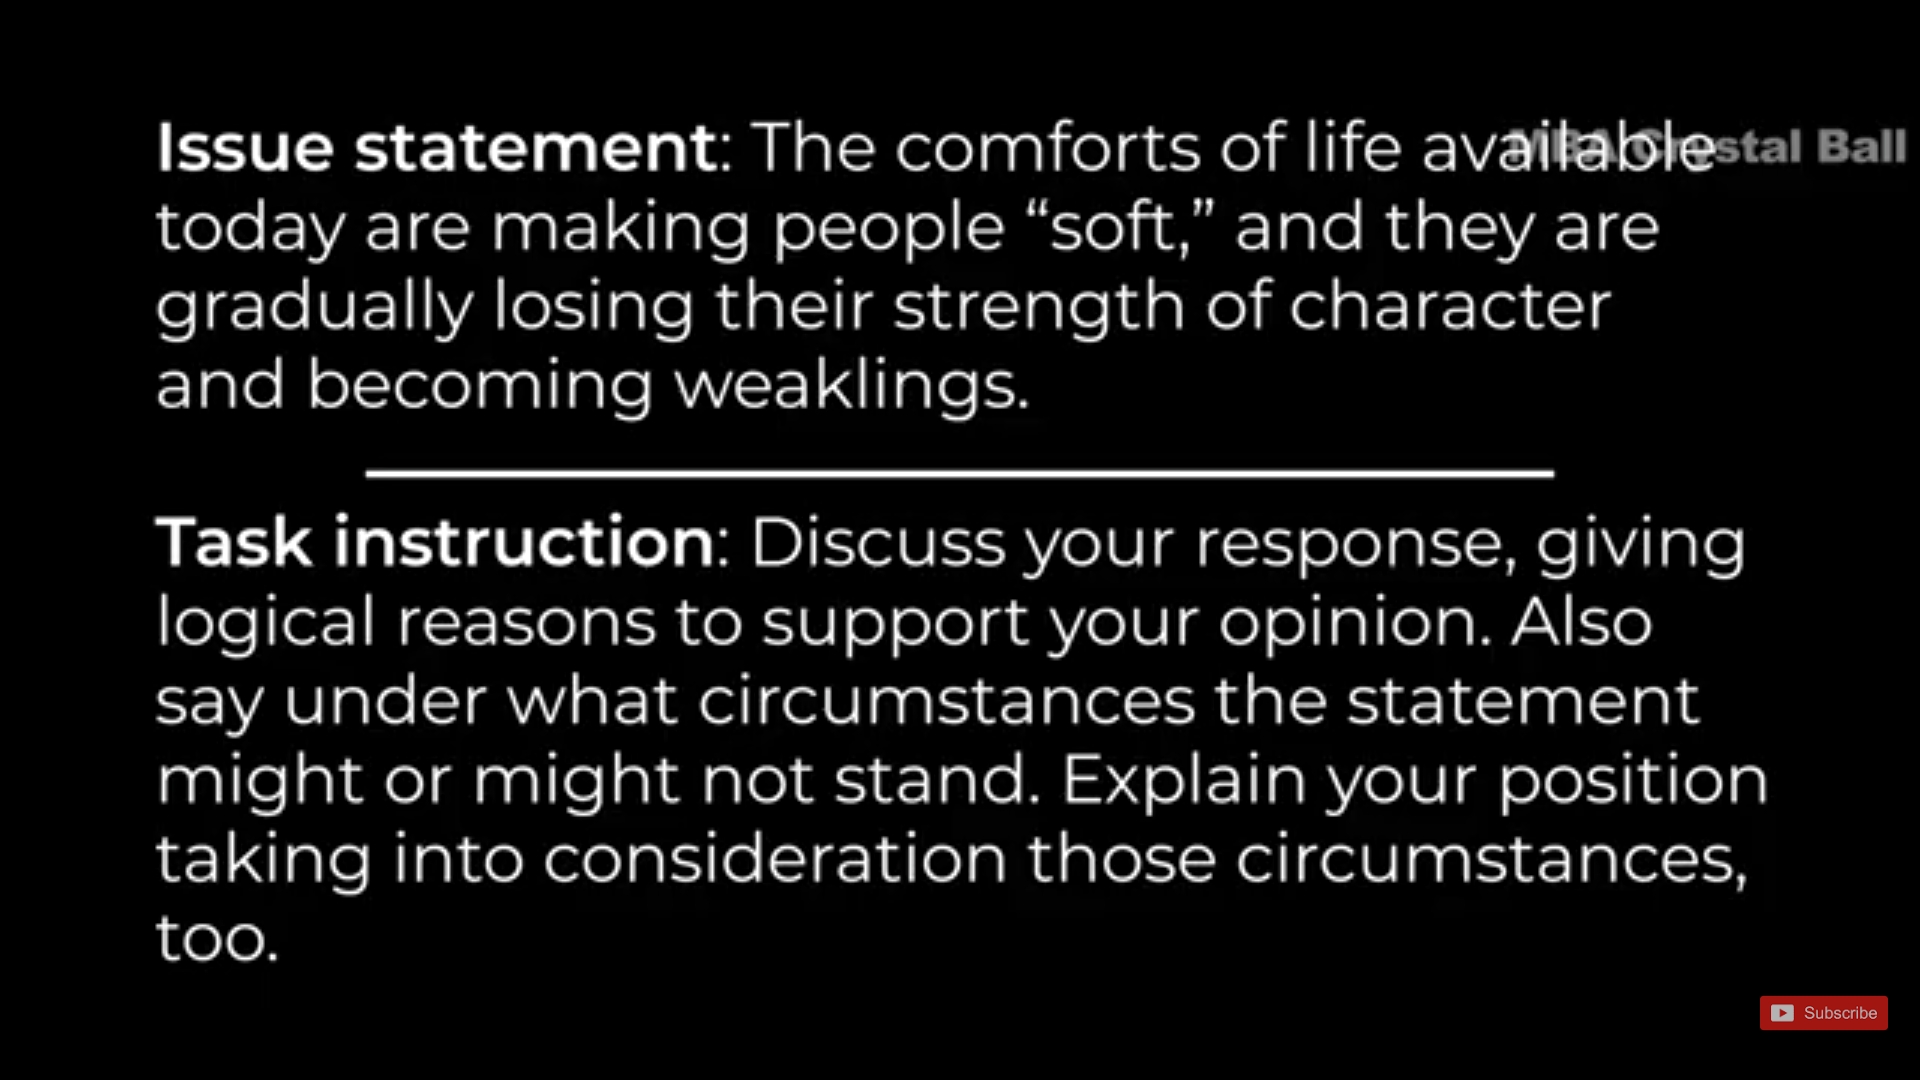 Issue statement: The comforts of life available
MBA Crystal Ball
today are making people “soft,” and they are
gradually losing their strength of character
and becoming weaklings.
Task instruction: Discuss your response, giving
logical reasons to support your opinion. Also
say under what circumstances the statement
might or might not stand. Explain your position
taking into consideration those circumstances,
too.
Subscribe